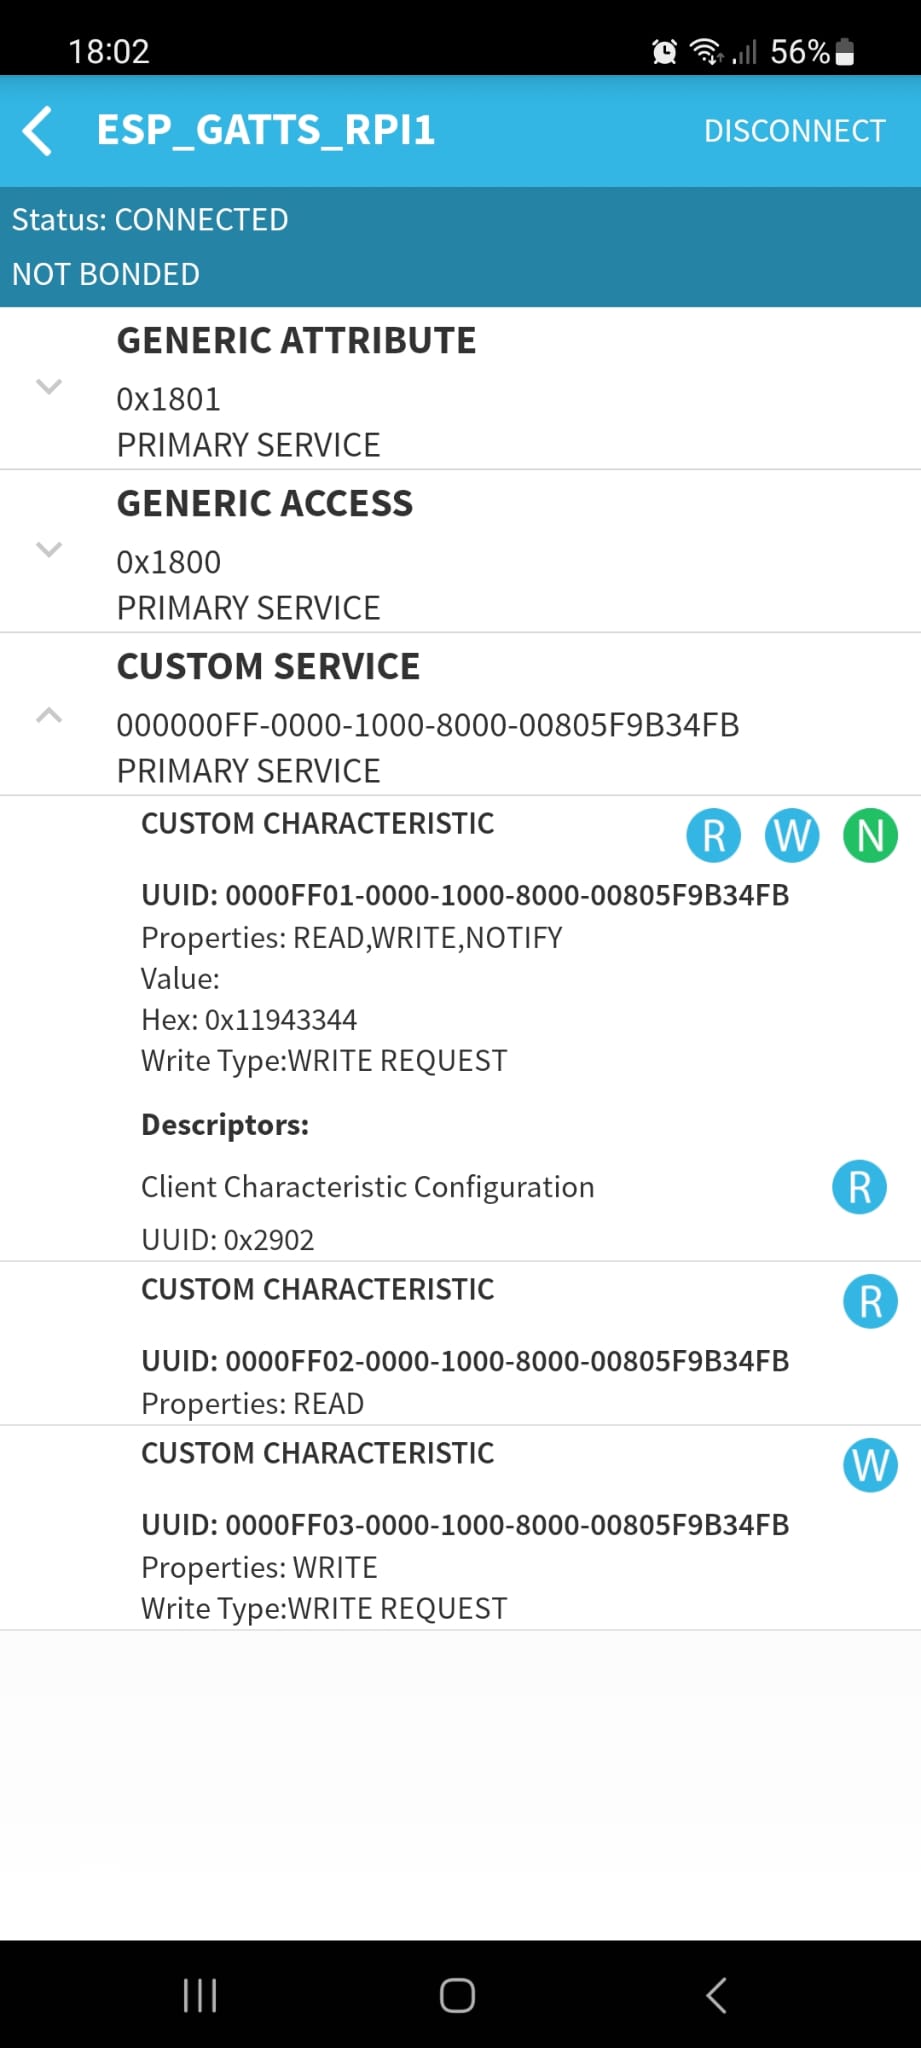 18:02
56%
ESP_GATTS_RPI1
DISCONNECT
Status: CONNECTED
NOT BONDED
GENERIC ATTRIBUTE
0x1801
PRIMARY SERVICE
GENERIC ACCESS
0x1800
PRIMARY SERVICE
CUSTOM SERVICE
000000FF-0000-1000-8000-00805F9B34FB
PRIMARY SERVICE
CUSTOM CHARACTERISTIC
R W N
UUID: 0000FF01-0000-1000-8000-00805F9B34FB
Properties: READ,WRITE,NOTIFY
Value:
Hex: 0x11943344
Write Type:WRITE REQUEST
Descriptors:
Client Characteristic Configuration
R
UUID: 0x2902
CUSTOM CHARACTERISTIC
R
UUID: 0000FF02-0000-1000-8000-00805F9B34FB
Properties: READ
CUSTOM CHARACTERISTIC
W
UUID: 0000FF03-0000-1000-8000-00805F9B34FB
Properties: WRITE
Write Type:WRITE REQUEST